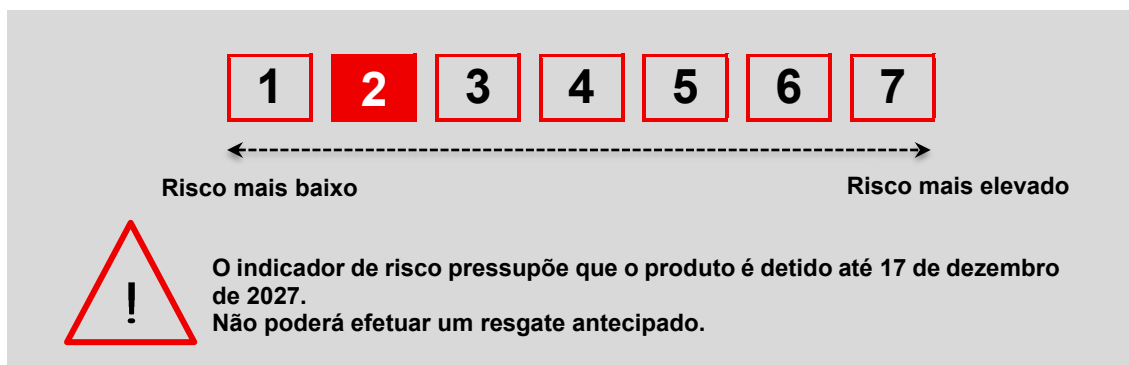 1 2 3 4 5 6 7
Risco mais baixo Risco mais elevado
O indicador de risco pressupõe que o produto é detido até 17 de dezembro
de 2027.
Não poderá efetuar um resgate antecipado.
!